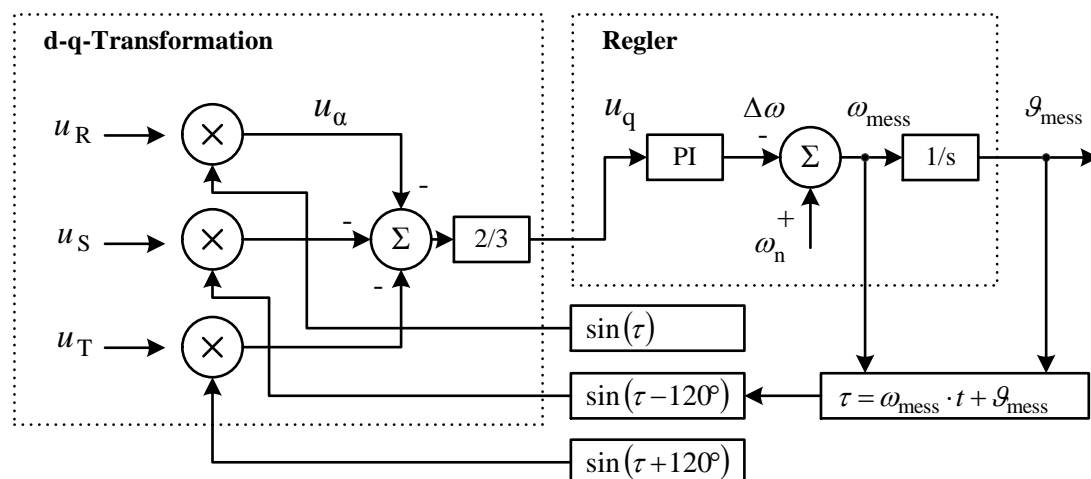 d-q-Transformation
Regler
u_R
×
u_α
-
u_S
×
-
Σ
2/3
-
u_T
×
u_q
PI
Δω
-
Σ
ω_mess
1/s
ϑ_mess
+
ω_n
sin(τ)
sin(τ−120°)
τ = ω_mess · t + ϑ_mess
sin(τ+120°)